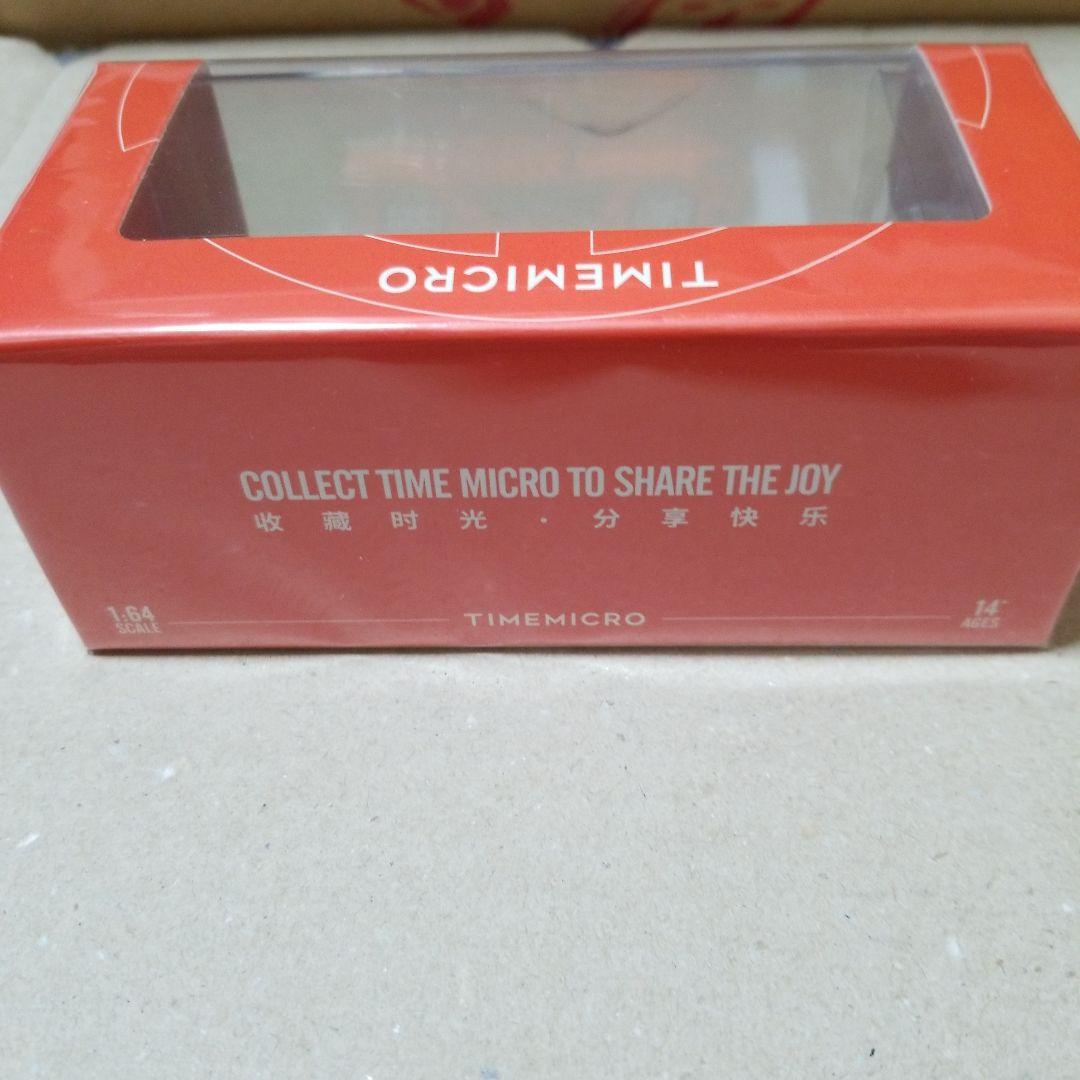 TIMEMICRO
COLLECT TIME MICRO TO SHARE THE JOY
收藏时光·分享快乐
1:64
SCALE
TIMEMICRO
14+
AGES